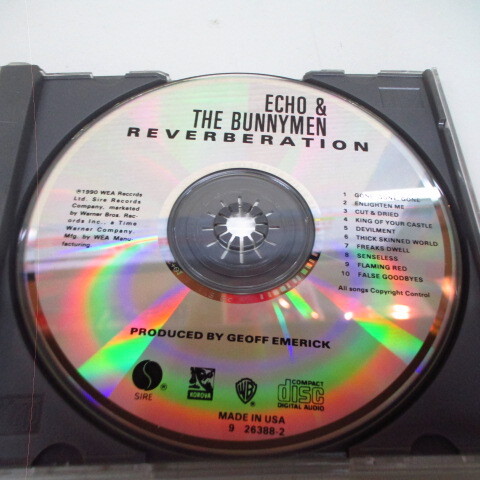 ECHO &
THE BUNNYMEN
REVERBERATION
℗1990 WEA Records
Ltd. Sire Records
Company, marketed
by Warner Bros. Rec-
ords Inc., a Time
Warner Company.
Mfg. by WEA Manu-
facturing.
1
2 ENLIGHTEN ME
3 CUT & DRIED
4 KING OF YOUR CASTLE
5 DEVILMENT
6 THICK SKINNED WORLD
7 FREAKS DWELL
8 SENSELESS
9 FLAMING RED
10 FALSE GOODBYES
All songs Copyright Control
PRODUCED BY GEOFF EMERICK
SIRE ®
KOROVA
WB ®
COMPACT
disc
DIGITAL AUDIO
MADE IN USA
9 26388-2